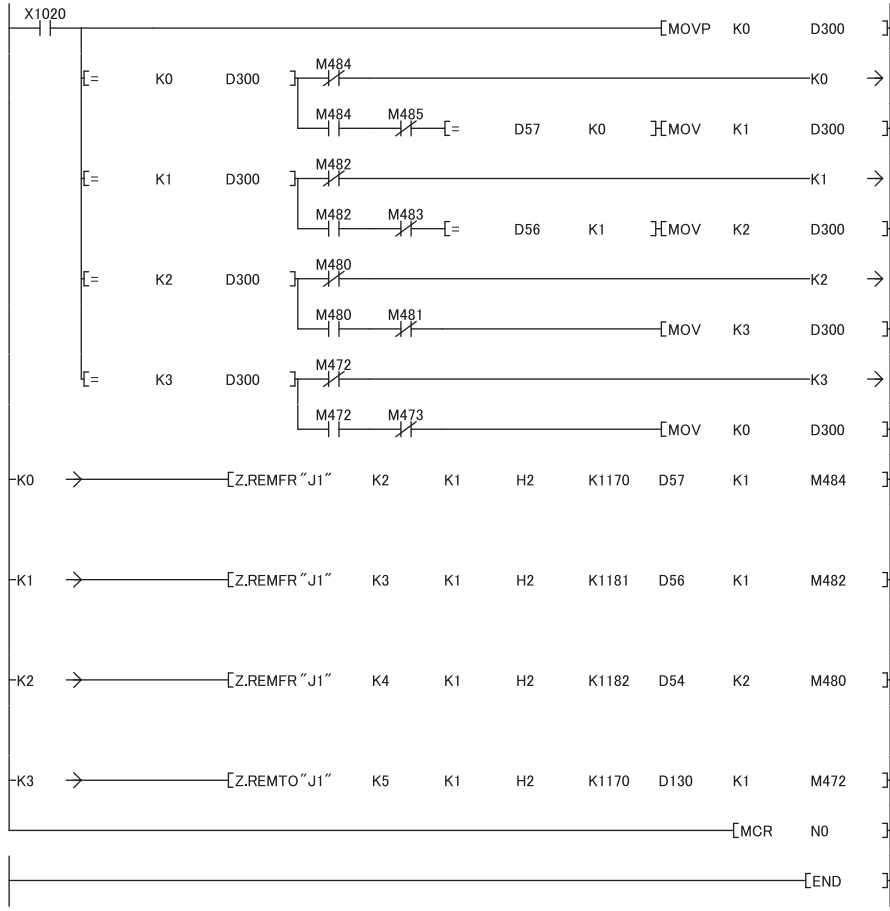 X1020
[MOVP K0 D300 ]
[= K0 D300 ] M484 K0
M484 M485 [= D57 K0 ] [MOV K1 D300 ]
[= K1 D300 ] M482 K1
M482 M483 [= D56 K1 ] [MOV K2 D300 ]
[= K2 D300 ] M480 K2
M480 M481 [MOV K3 D300 ]
[= K3 D300 ] M472 K3
M472 M473 [MOV K0 D300 ]
K0 [Z.REMFR "J1" K2 K1 H2 K1170 D57 K1 M484 ]
K1 [Z.REMFR "J1" K3 K1 H2 K1181 D56 K1 M482 ]
K2 [Z.REMFR "J1" K4 K1 H2 K1182 D54 K2 M480 ]
K3 [Z.REMTO "J1" K5 K1 H2 K1170 D130 K1 M472 ]
[MCR N0 ]
[END ]